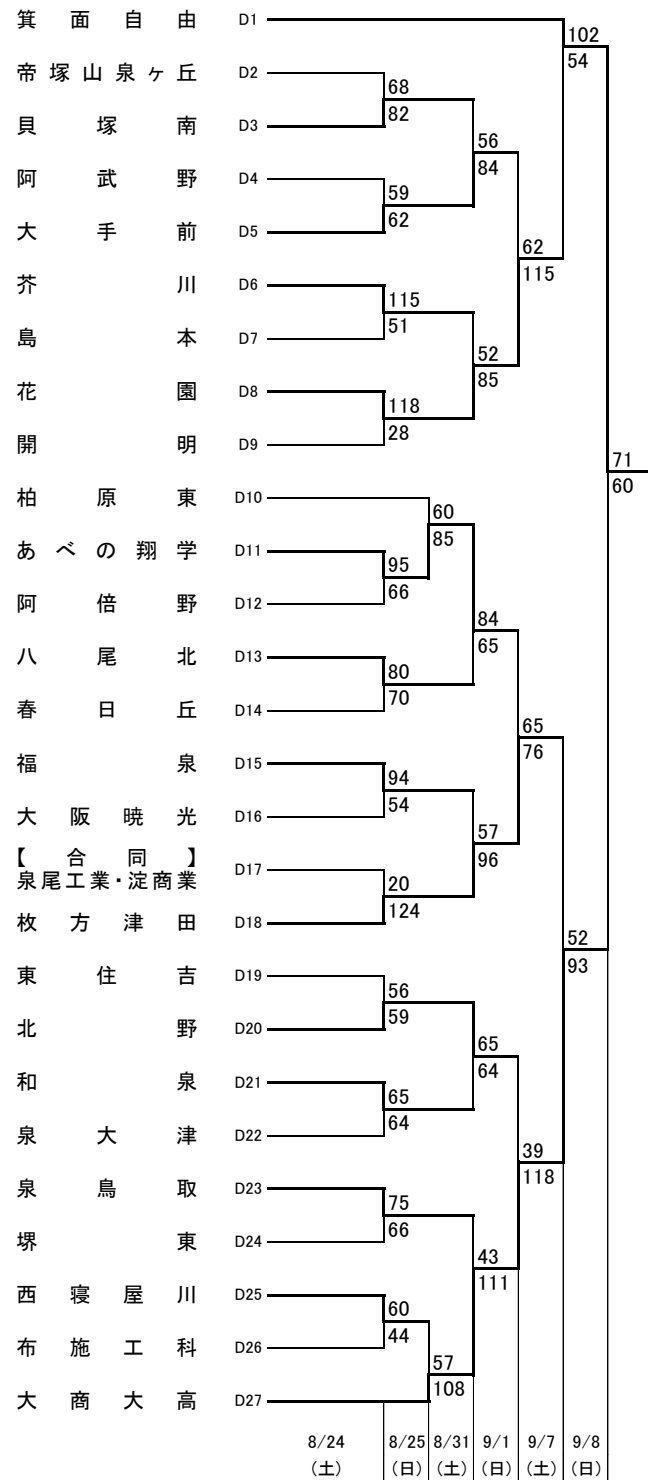 箕面自由 D1
102
54
帝塚山泉ヶ丘 D2
68
82
貝塚南 D3
56
84
阿武野 D4
59
62
大手前 D5
62
115
芥川 D6
115
51
島本 D7
52
85
花園 D8
118
28
開明 D9
71
60
柏原東 D10
60
85
あべの翔学 D11
95
66
阿倍野 D12
84
65
八尾北 D13
80
70
春日丘 D14
65
76
福泉 D15
94
54
大阪暁光 D16
57
96
【合同】
泉尾工業・淀商業 D17
20
124
枚方津田 D18
52
93
東住吉 D19
56
59
北野 D20
65
64
和泉 D21
65
64
泉大津 D22
39
118
泉鳥取 D23
75
66
堺東 D24
43
111
西寝屋川 D25
60
44
布施工科 D26
57
108
大商大高 D27
8/24 8/25 8/31 9/1 9/7 9/8
(土) (日) (土) (日) (土) (日)